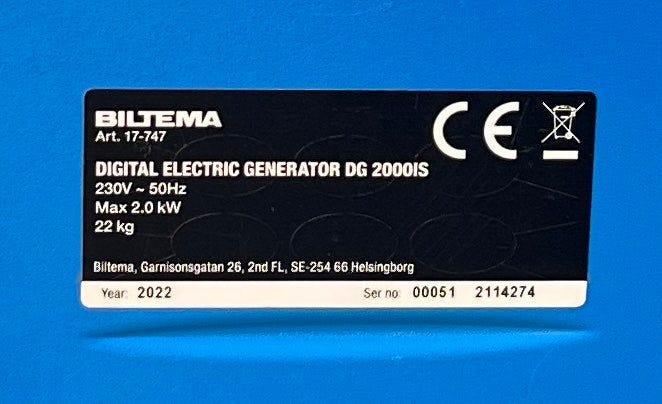 BILTEMA
Art. 17-747
CE
DIGITAL ELECTRIC GENERATOR DG 2000IS
230V ~ 50Hz
Max 2.0 kW
22 kg
Biltema, Garnisonsgatan 26, 2nd FL, SE-254 66 Helsingborg
Year: 2022 Ser no: 00051 2114274